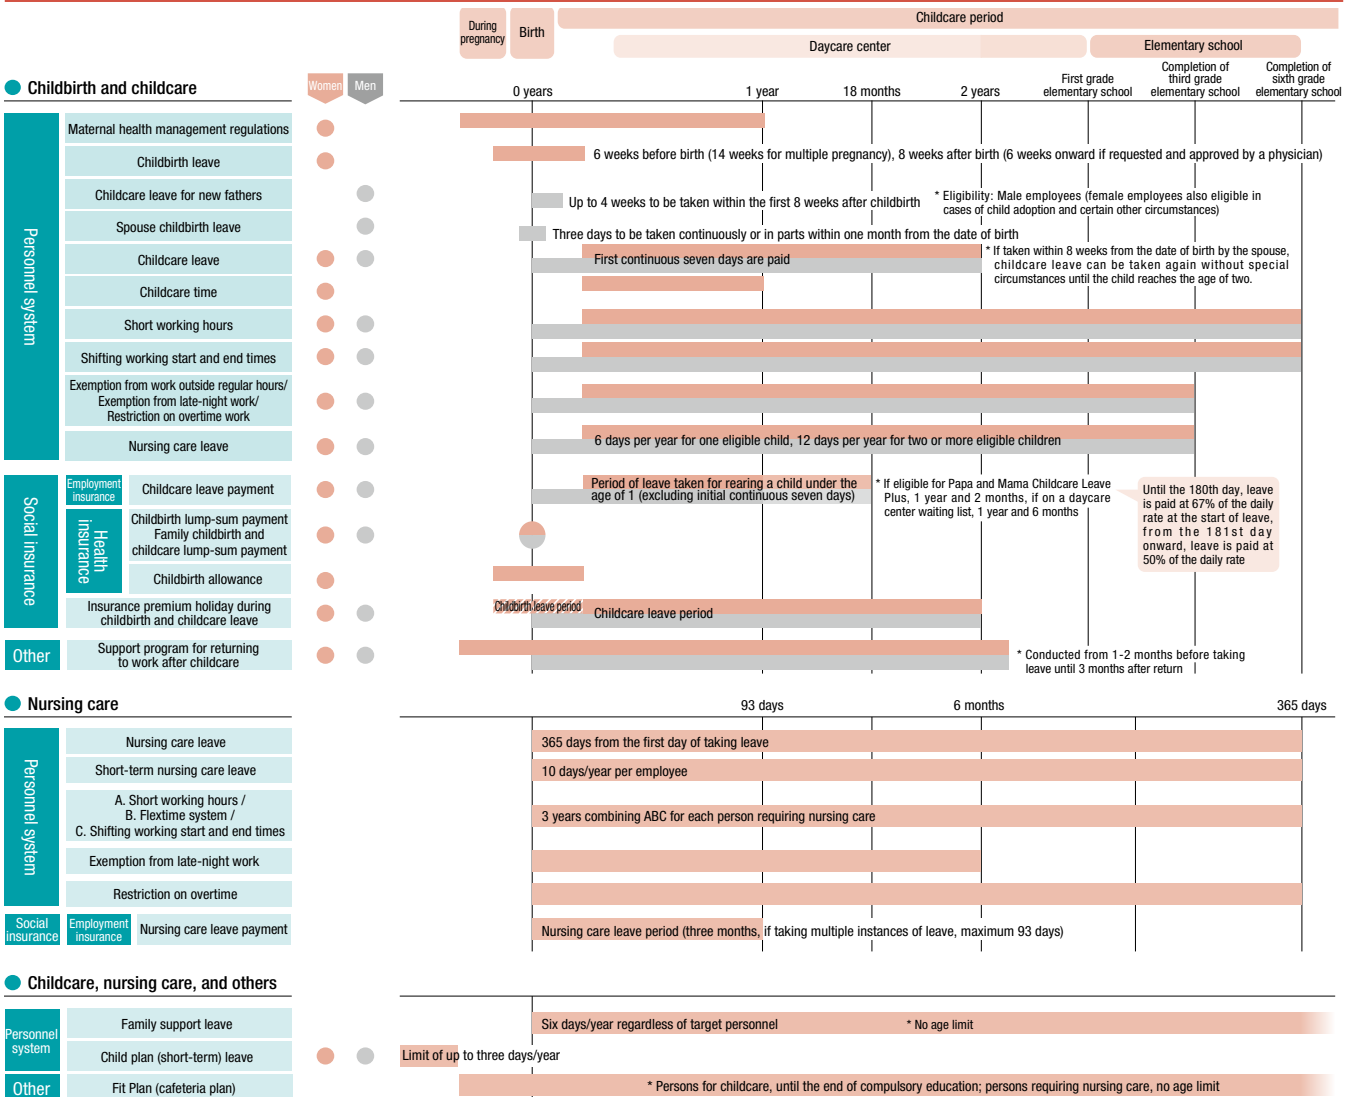 During
pregnancy
Birth
Childcare period
Daycare center
Elementary school
Childbirth and childcare
Women
Men
0 years
1 year
18 months
2 years
First grade
elementary school
Completion of
third grade
elementary school
Completion of
sixth grade
elementary school
Personnel system
Maternal health management regulations
Childbirth leave
6 weeks before birth (14 weeks for multiple pregnancy), 8 weeks after birth (6 weeks onward if requested and approved by a physician)
Childcare leave for new fathers
Up to 4 weeks to be taken within the first 8 weeks after childbirth
* Eligibility: Male employees (female employees also eligible in
cases of child adoption and certain other circumstances)
Spouse childbirth leave
Three days to be taken continuously or in parts within one month from the date of birth
Childcare leave
First continuous seven days are paid
* If taken within 8 weeks from the date of birth by the spouse,
childcare leave can be taken again without special
circumstances until the child reaches the age of two.
Childcare time
Short working hours
Shifting working start and end times
Exemption from work outside regular hours/
Exemption from late-night work/
Restriction on overtime work
Nursing care leave
6 days per year for one eligible child, 12 days per year for two or more eligible children
Social insurance
Employment
insurance
Childcare leave payment
Period of leave taken for rearing a child under the
age of 1 (excluding initial continuous seven days)
* If eligible for Papa and Mama Childcare Leave
Plus, 1 year and 2 months, if on a daycare
center waiting list, 1 year and 6 months
Until the 180th day, leave
is paid at 67% of the daily
rate at the start of leave,
from the 181st day
onward, leave is paid at
50% of the daily rate
Health
insurance
Childbirth lump-sum payment
Family childbirth and
childcare lump-sum payment
Childbirth allowance
Insurance premium holiday during
childbirth and childcare leave
Childbirth leave period
Childcare leave period
Other
Support program for returning
to work after childcare
* Conducted from 1-2 months before taking
leave until 3 months after return
Nursing care
93 days
6 months
365 days
Personnel system
Nursing care leave
365 days from the first day of taking leave
Short-term nursing care leave
10 days/year per employee
A. Short working hours /
B. Flextime system /
C. Shifting working start and end times
3 years combining ABC for each person requiring nursing care
Exemption from late-night work
Restriction on overtime
Social
insurance
Employment
insurance
Nursing care leave payment
Nursing care leave period (three months, if taking multiple instances of leave, maximum 93 days)
Childcare, nursing care, and others
Personnel
system
Family support leave
Six days/year regardless of target personnel
* No age limit
Child plan (short-term) leave
Limit of up to three days/year
Other
Fit Plan (cafeteria plan)
* Persons for childcare, until the end of compulsory education; persons requiring nursing care, no age limit